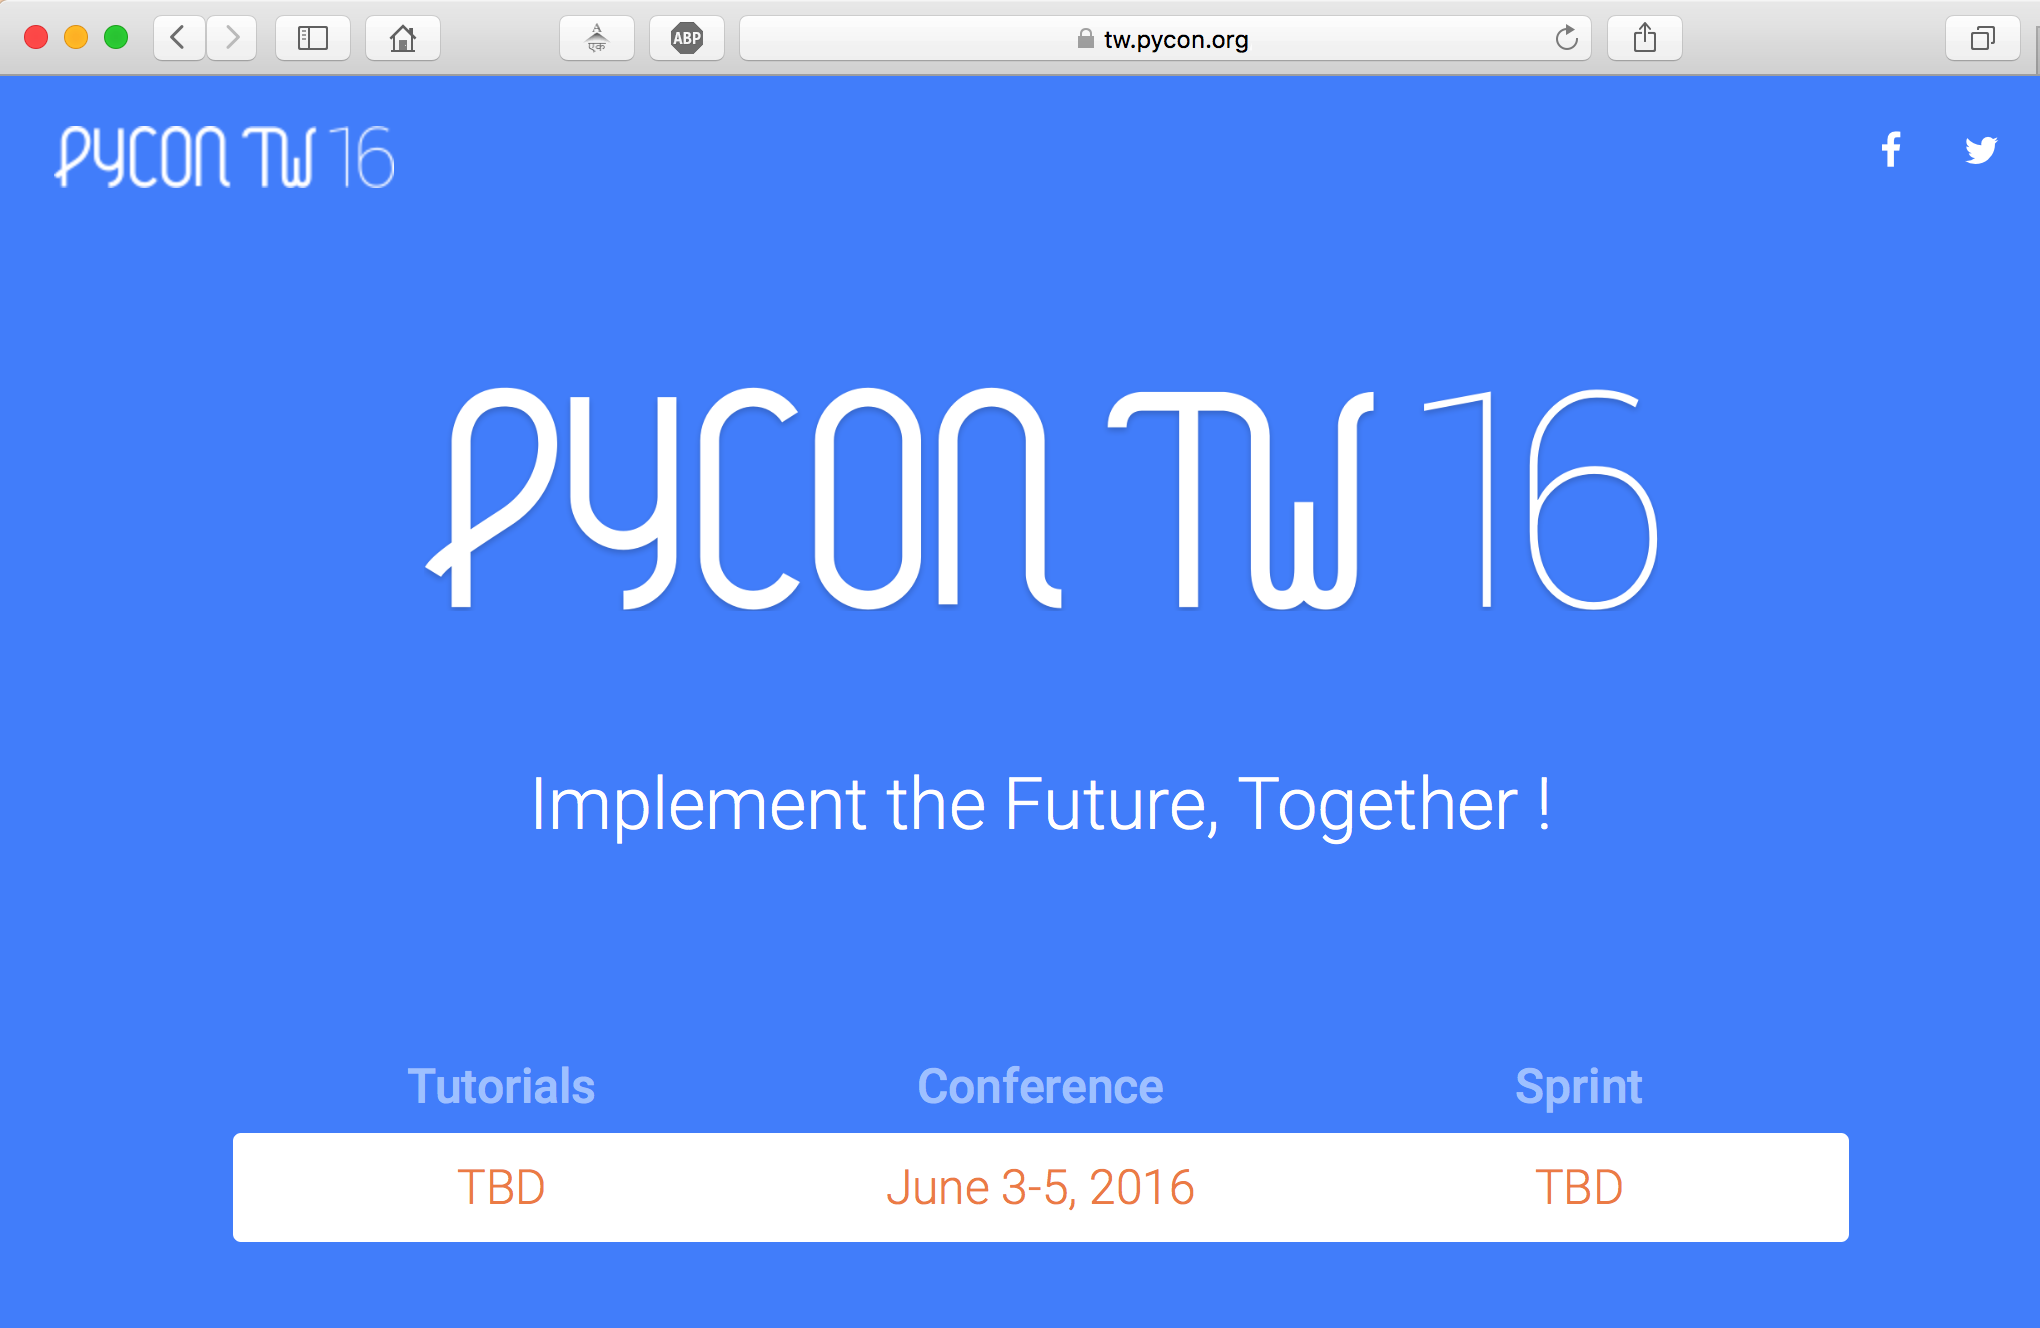 A
एक
ABP
tw.pycon.org
PYCON TW 16
PYCON TW 16
Implement the Future, Together !
Tutorials Conference Sprint
TBD June 3-5, 2016 TBD